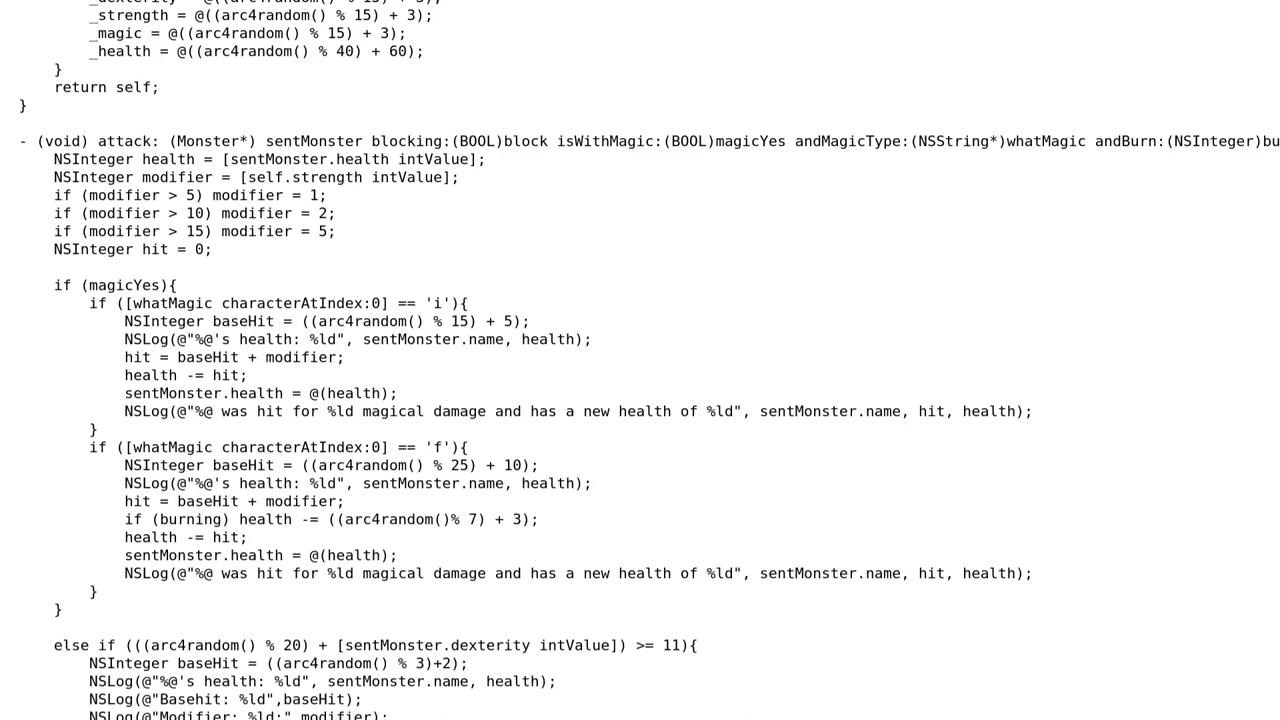 _dexterity = @((arc4random() % 15) + 3);
_strength = @((arc4random() % 15) + 3);
_magic = @((arc4random() % 15) + 3);
_health = @((arc4random() % 40) + 60);
}
return self;
}
- (void) attack: (Monster*) sentMonster blocking:(BOOL)block isWithMagic:(BOOL)magicYes andMagicType:(NSString*)whatMagic andBurn:(NSInteger)bu
NSInteger health = [sentMonster.health intValue];
NSInteger modifier = [self.strength intValue];
if (modifier > 5) modifier = 1;
if (modifier > 10) modifier = 2;
if (modifier > 15) modifier = 5;
NSInteger hit = 0;
if (magicYes){
if ([whatMagic characterAtIndex:0] == 'i'){
NSInteger baseHit = ((arc4random() % 15) + 5);
NSLog(@"%@'s health: %ld", sentMonster.name, health);
hit = baseHit + modifier;
health -= hit;
sentMonster.health = @(health);
NSLog(@"%@ was hit for %ld magical damage and has a new health of %ld", sentMonster.name, hit, health);
}
if ([whatMagic characterAtIndex:0] == 'f'){
NSInteger baseHit = ((arc4random() % 25) + 10);
NSLog(@"%@'s health: %ld", sentMonster.name, health);
hit = baseHit + modifier;
if (burning) health -= ((arc4random()% 7) + 3);
health -= hit;
sentMonster.health = @(health);
NSLog(@"%@ was hit for %ld magical damage and has a new health of %ld", sentMonster.name, hit, health);
}
}
else if (((arc4random() % 20) + [sentMonster.dexterity intValue]) >= 11){
NSInteger baseHit = ((arc4random() % 3)+2);
NSLog(@"%@'s health: %ld", sentMonster.name, health);
NSLog(@"Basehit: %ld",baseHit);
NSLog(@"Modifier: %ld:",modifier);